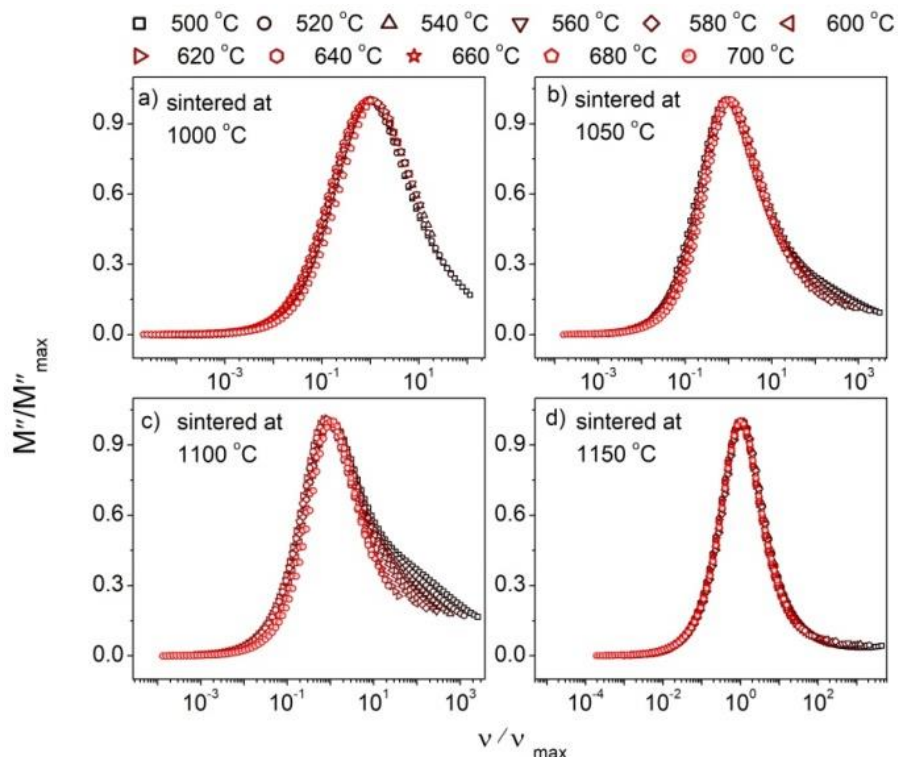 500 °C 520 °C 540 °C 560 °C 580 °C 600 °C
620 °C 640 °C 660 °C 680 °C 700 °C
a) sintered at
1000 °C
b) sintered at
1050 °C
0.9
0.6
0.3
0.0
10⁻³ 10⁻¹ 10¹
0.9
0.6
0.3
0.0
10⁻³ 10⁻¹ 10¹ 10³
c) sintered at
1100 °C
d) sintered at
1150 °C
0.9
0.6
0.3
0.0
10⁻³ 10⁻¹ 10¹ 10³
0.9
0.6
0.3
0.0
10⁻⁴ 10⁻² 10⁰ 10²
M″/M″max
ν/ν max